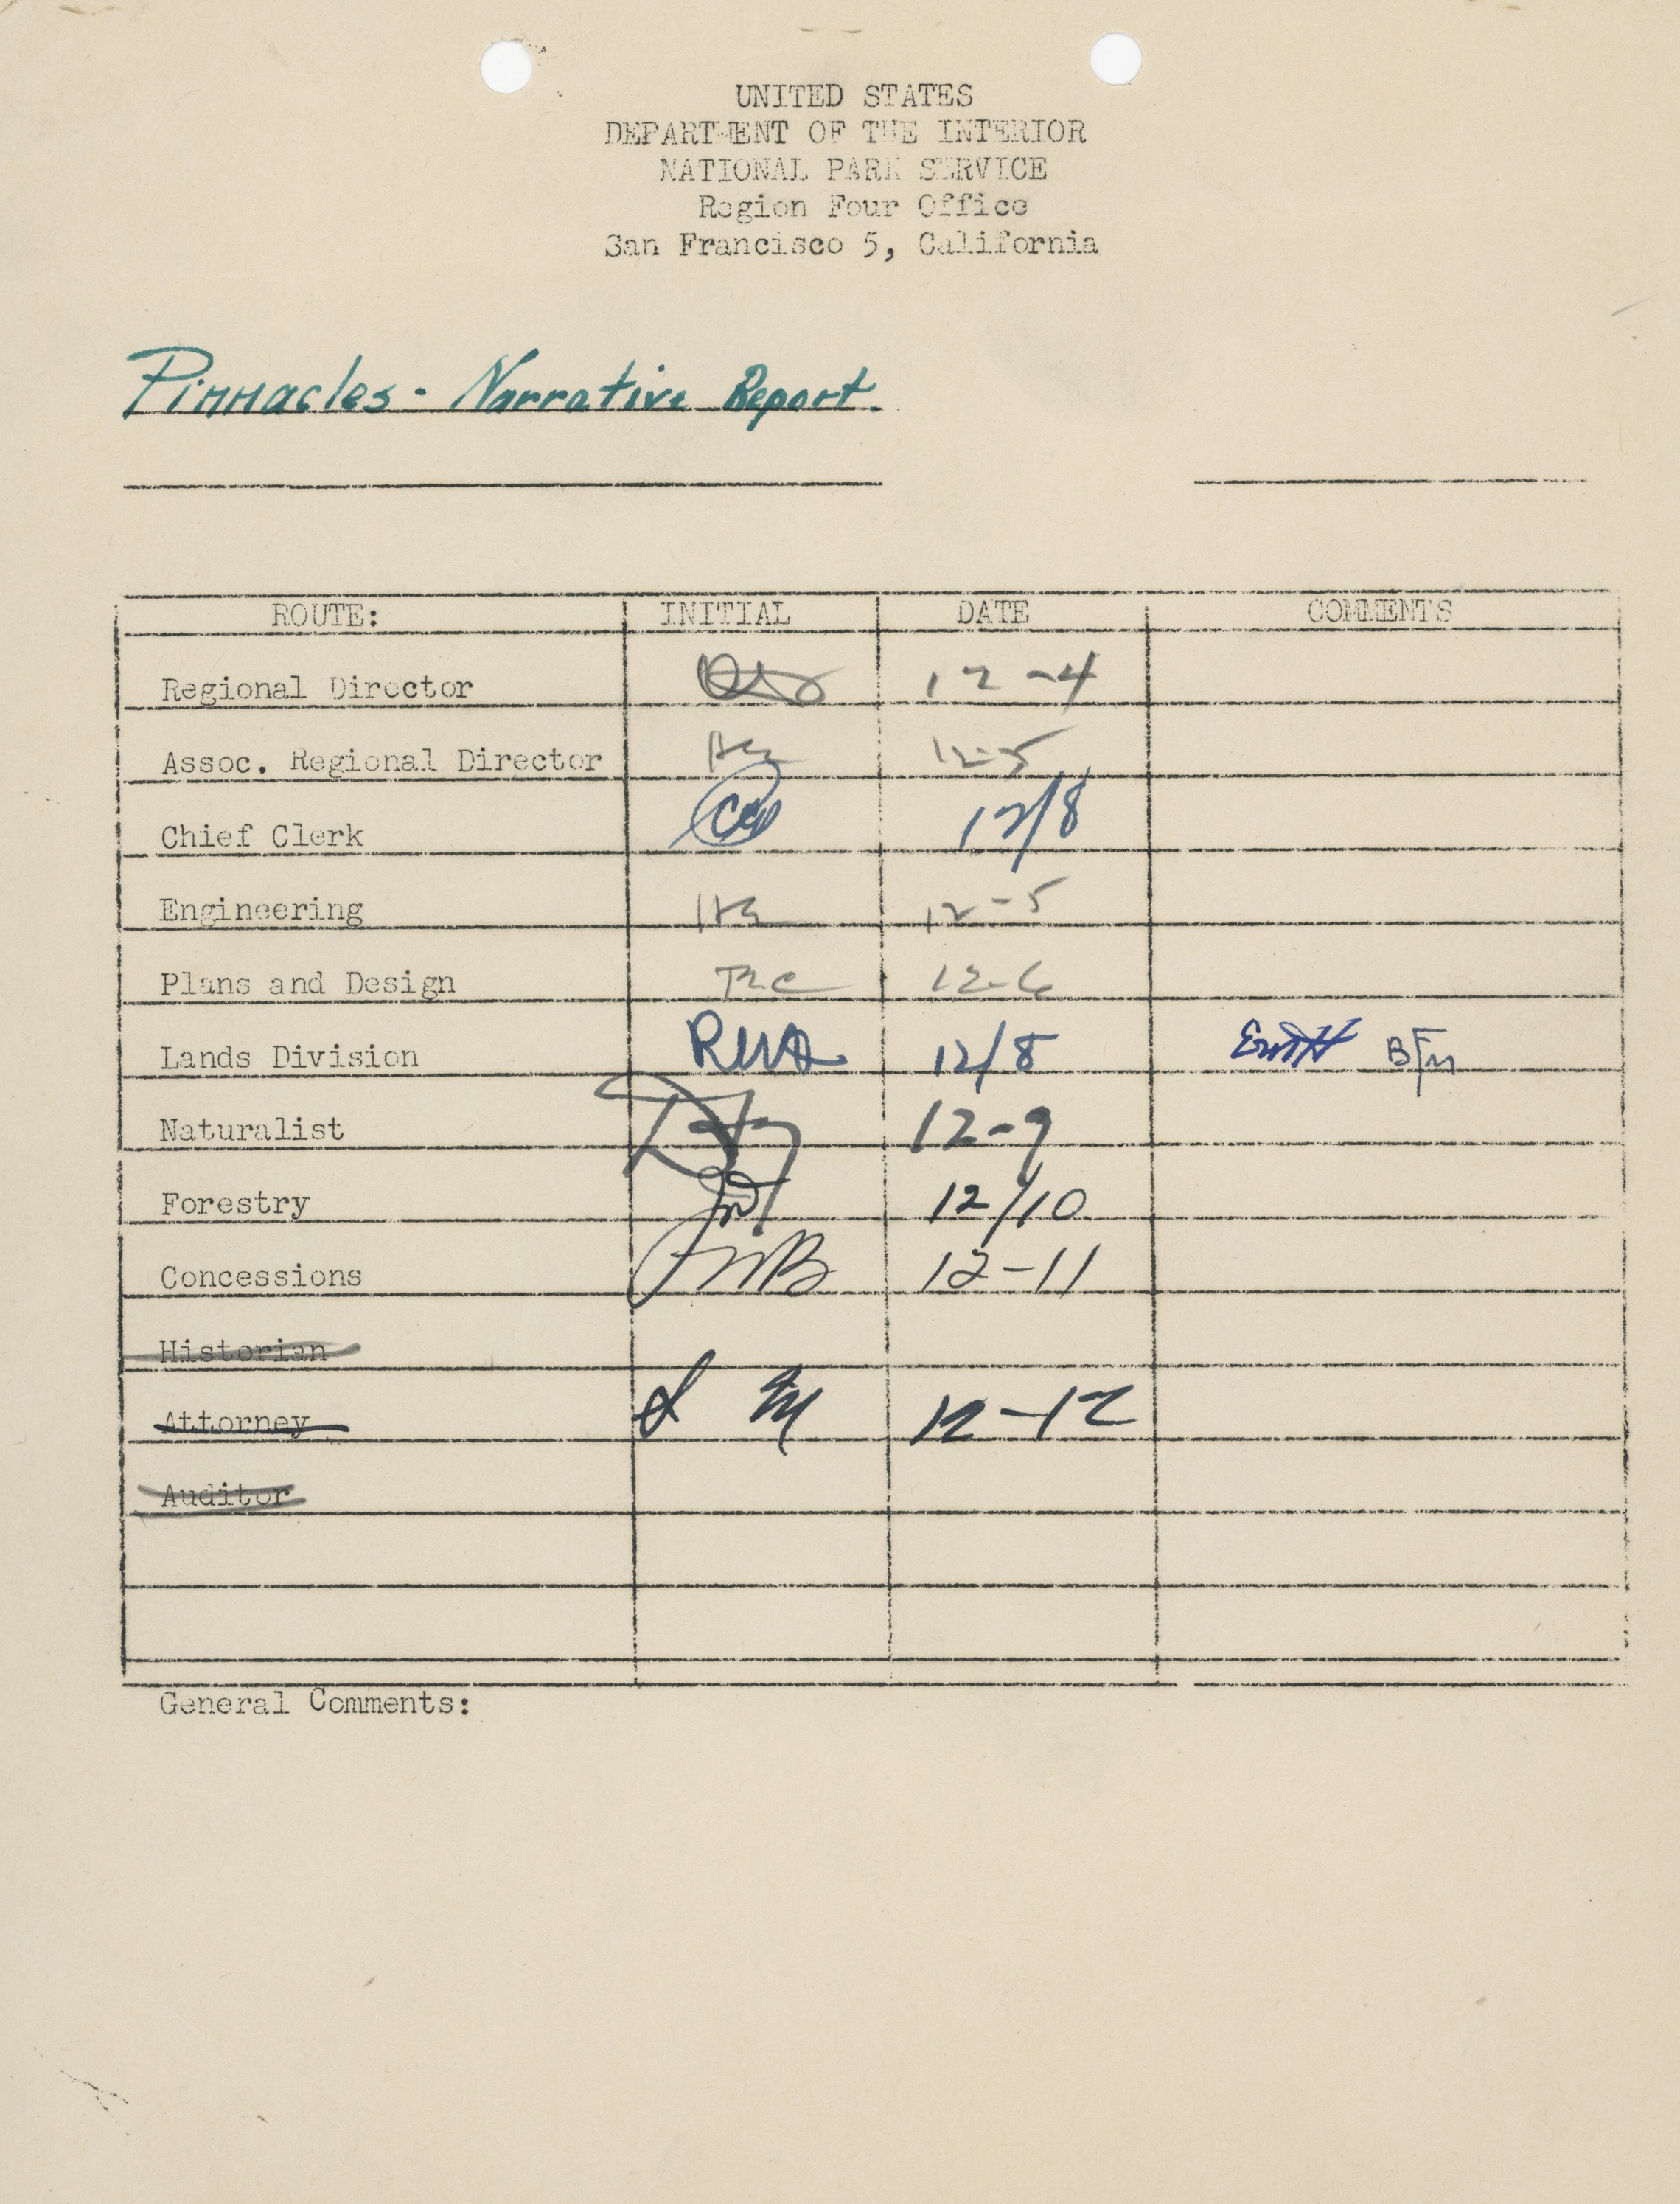 UNITED STATES
DEPARTMENT OF THE INTERIOR
NATIONAL PARK SERVICE
Region Four Office
San Francisco 5, California
Pinnacles - Narrative Report.
ROUTE: INITIAL DATE COMMENTS
Regional Director 12-4
Assoc. Regional Director 12-5
Chief Clerk 12/8
Engineering 12-5
Plans and Design 12-6
Lands Division 12/8
Naturalist 12-9
Forestry 12/10
Concessions 12-11
Historian
Attorney 12-12
Auditor
General Comments: